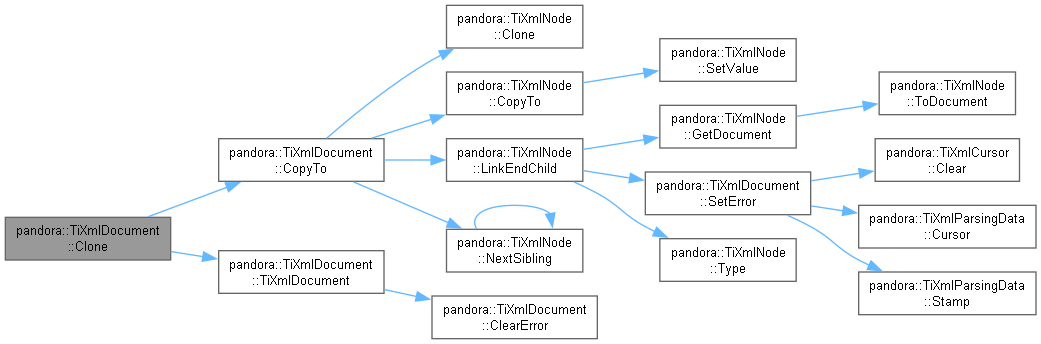 pandora::TiXmlNode
::Clone
pandora::TiXmlNode
::SetValue
pandora::TiXmlNode
::CopyTo
pandora::TiXmlNode
::ToDocument
pandora::TiXmlNode
::GetDocument
pandora::TiXmlDocument
::CopyTo
pandora::TiXmlNode
::LinkEndChild
pandora::TiXmlCursor
::Clear
pandora::TiXmlDocument
::SetError
pandora::TiXmlDocument
::Clone
pandora::TiXmlParsingData
::Cursor
pandora::TiXmlNode
::NextSibling
pandora::TiXmlNode
::Type
pandora::TiXmlDocument
::TiXmlDocument
pandora::TiXmlParsingData
::Stamp
pandora::TiXmlDocument
::ClearError